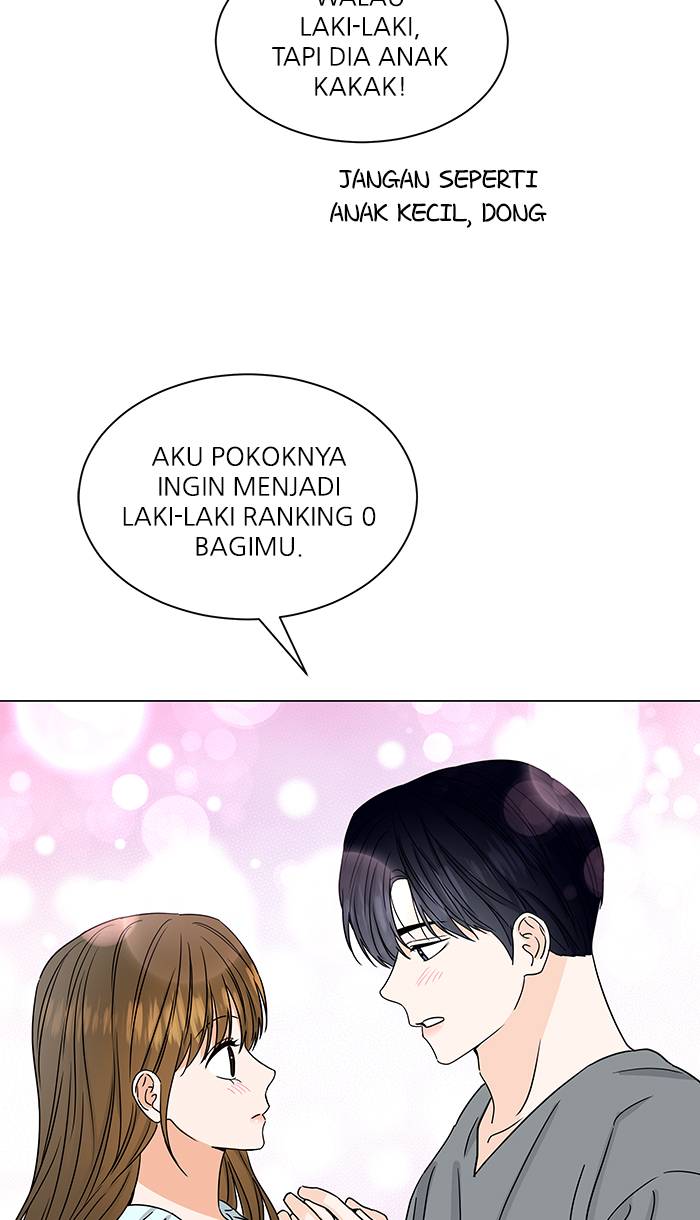 WALAU
LAKI-LAKI,
TAPI DIA ANAK
KAKAK!
JANGAN SEPERTI
ANAK KECIL, DONG
AKU POKOKNYA
INGIN MENJADI
LAKI-LAKI RANKING 0
BAGIMU.